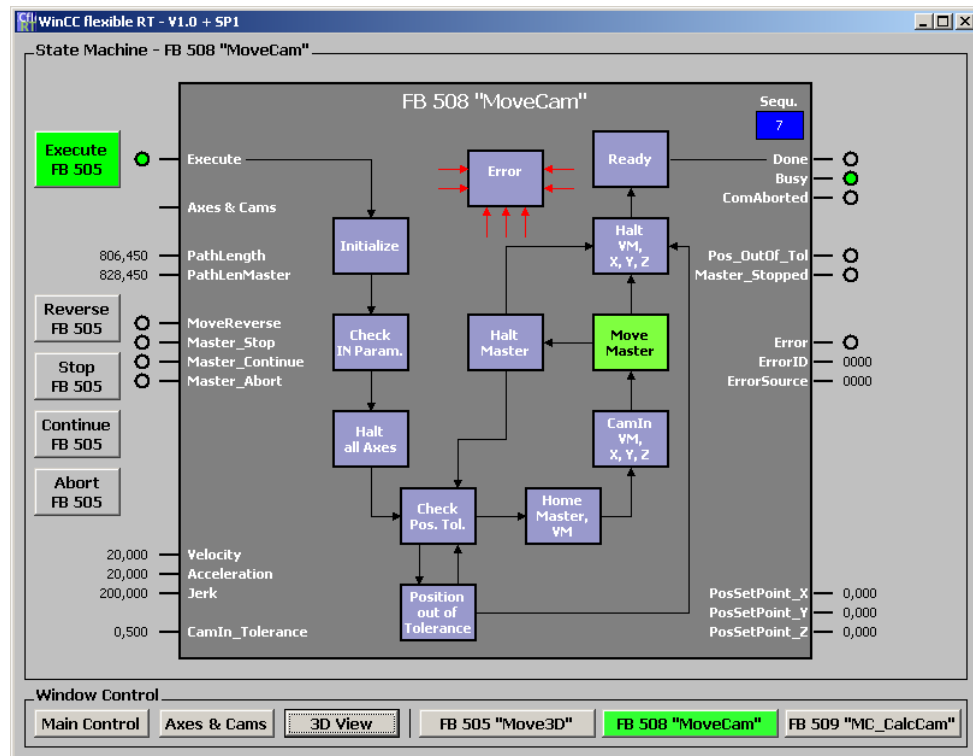 WinCC flexible RT - V1.0 + SP1
State Machine - FB 508 "MoveCam"
FB 508 "MoveCam"
Sequ.
7
Execute
FB 505
Execute
Axes & Cams
806,450
PathLength
828,450
PathLenMaster
Reverse
FB 505
MoveReverse
Master_Stop
Master_Continue
Master_Abort
Stop
FB 505
Continue
FB 505
Abort
FB 505
20,000
Velocity
20,000
Acceleration
200,000
Jerk
0,500
CamIn_Tolerance
Initialize
Check
IN Param.
Halt
all Axes
Check
Pos. Tol.
Position
out of
Tolerance
Error
Ready
Halt
VM,
X, Y, Z
Halt
Master
Move
Master
CamIn
VM,
X, Y, Z
Home
Master,
VM
Done
Busy
ComAborted
Pos_OutOf_Tol
Master_Stopped
Error
ErrorID
0000
ErrorSource
0000
PosSetPoint_X
0,000
PosSetPoint_Y
0,000
PosSetPoint_Z
0,000
Window Control
Main Control
Axes & Cams
3D View
FB 505 "Move3D"
FB 508 "MoveCam"
FB 509 "MC_CalcCam"